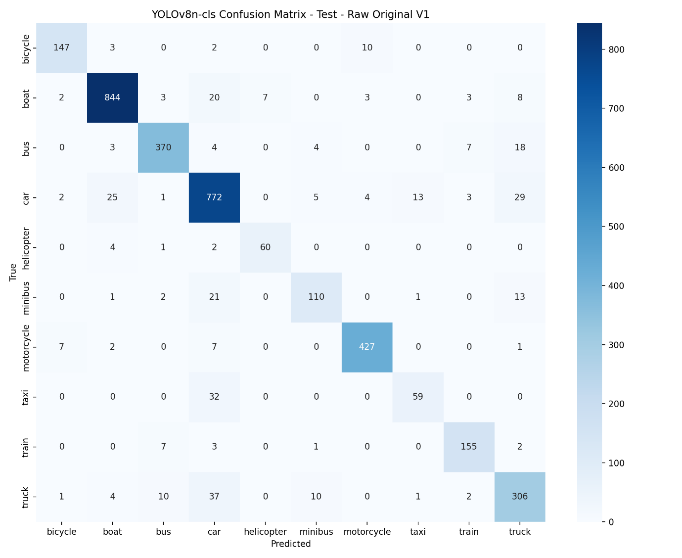 YOLOv8n-cls Confusion Matrix - Test - Raw Original V1
True
bicycle 147 3 0 2 0 0 10 0 0 0
boat 2 844 3 20 7 0 3 0 3 8
bus 0 3 370 4 0 4 0 0 7 18
car 2 25 1 772 0 5 4 13 3 29
helicopter 0 4 1 2 60 0 0 0 0 0
minibus 0 1 2 21 0 110 0 1 0 13
motorcycle 7 2 0 7 0 0 427 0 0 1
taxi 0 0 0 32 0 0 0 59 0 0
train 0 0 7 3 0 1 0 0 155 2
truck 1 4 10 37 0 10 0 1 2 306
bicycle boat bus car helicopter minibus motorcycle taxi train truck
Predicted
800
700
600
500
400
300
200
100
0